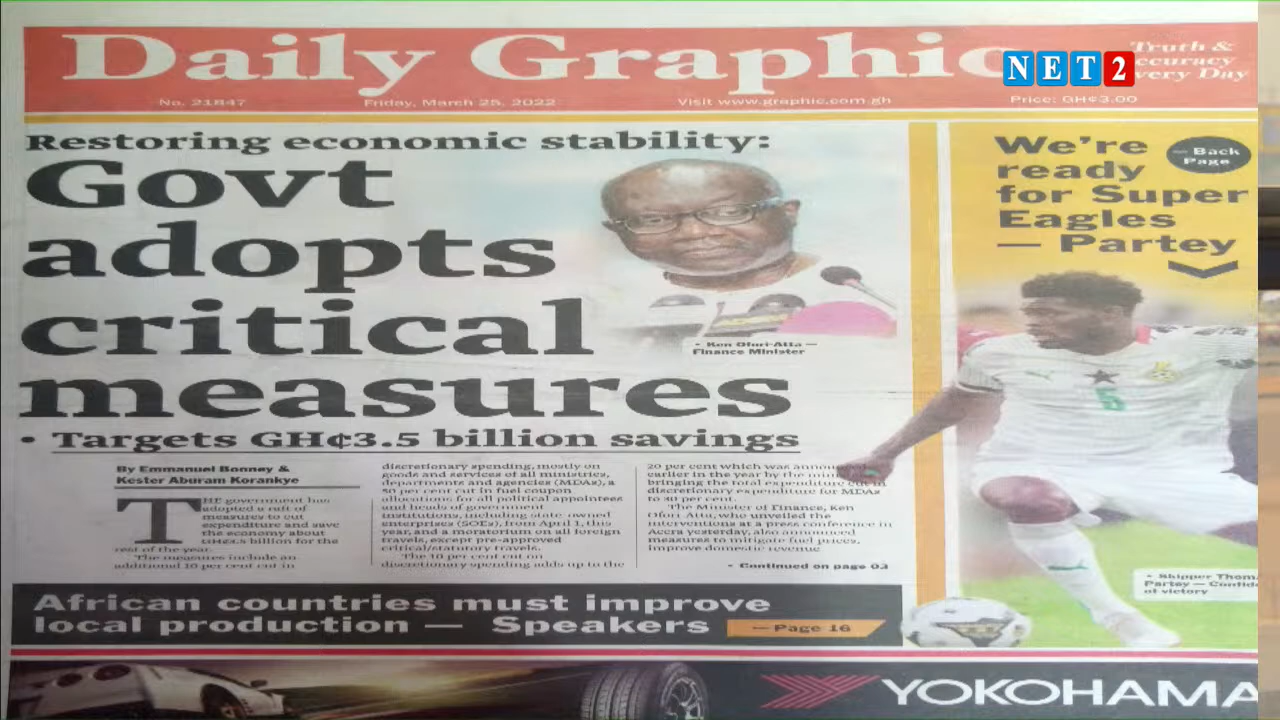 Daily Graphic
NET2
Truth &
ccuracy
very Day
No. 21847
Friday, March 25, 2022
Visit www.graphic.com.gh
Price: GH¢3.00
Restoring economic stability:
Govt
adopts
critical
measures
• Targets GH¢3.5 billion savings
• Ken Ofori-Atta —
Finance Minister
By Emmanuel Bonney &
Kester Aburam Korankye
THE government has
adopted a raft of
measures to cut
expenditure and save
the economy about
GH¢3.5 billion for the
rest of the year.
The measures include an
additional 10 per cent cut in
discretionary spending, mostly on
goods and services of all ministries,
departments and agencies (MDAs), a
50 per cent cut in fuel coupon
allocations for all political appointees
and heads of government
institutions, including state-owned
enterprises (SOEs), from April 1, this
year, and a moratorium on all foreign
travels, except pre-approved
critical/statutory travels.
The 10 per cent cut on
discretionary spending adds up to the
20 per cent which was announced
earlier in the year by the
bringing the total expenditure cut in
discretionary expenditure for MDAs
to 30 per cent.
The Minister of Finance, Ken
Ofori-Atta, who unveiled the
interventions at a press conference in
Accra yesterday, also announced
measures to mitigate fuel prices,
improve domestic revenue
• Continued on page 03
We're
ready
for Super
Eagles
— Partey
— Back
Page
5
• Skipper Thom
Partey — Confid
of victory
African countries must improve
local production — Speakers
— Page 16
YOKOHAMA